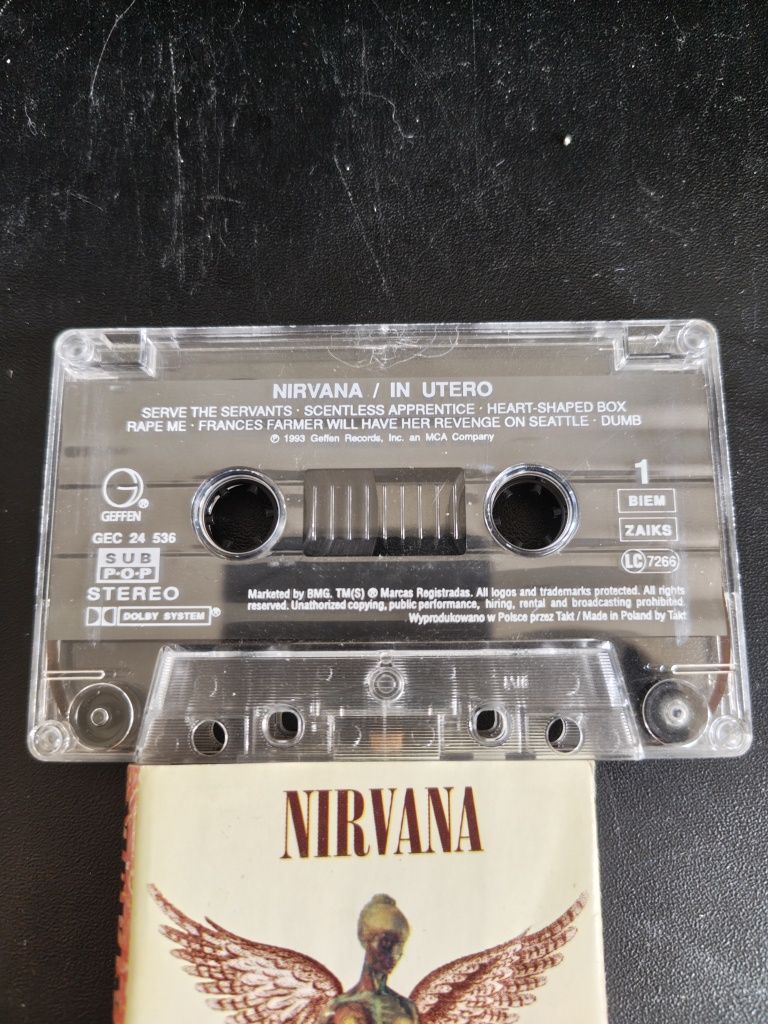 NIRVANA / IN UTERO
SERVE THE SERVANTS · SCENTLESS APPRENTICE · HEART-SHAPED BOX
RAPE ME · FRANCES FARMER WILL HAVE HER REVENGE ON SEATTLE · DUMB
℗ 1993 Geffen Records, Inc. an MCA Company
G®
GEFFEN
GEC 24 536
SUB
P·O·P
STEREO
DOLBY SYSTEM®
1
BIEM
ZAIKS
LC 7266
Marketed by BMG. TM(S) ® Marcas Registradas. All logos and trademarks protected. All rights
reserved. Unathorized copying, public performance, hiring, rental and broadcasting prohibited.
Wyprodukowano w Polsce przez Takt / Made in Poland by Takt
NIRVANA